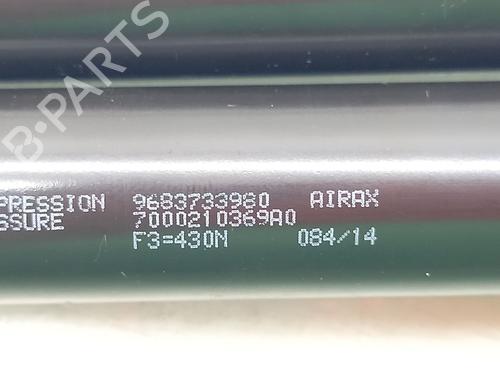 PRESSION 9683733980 AIRAX
SSURE 7000210369A0
F3=430N 084/14
B-PARTS